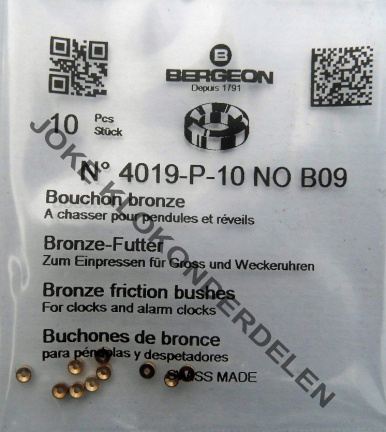 B
BERGEON
Depuis 1791
10 Pcs
Stück
N° 4019-P-10 NO B09
Bouchon bronze
A chasser pour pendules et réveils
Bronze-Futter
Zum Einpressen für Gross und Weckeruhren
Bronze friction bushes
For clocks and alarm clocks
Buchones de bronce
para péndolas y despetadores
SWISS MADE
JOKE KLOKONDERDELEN